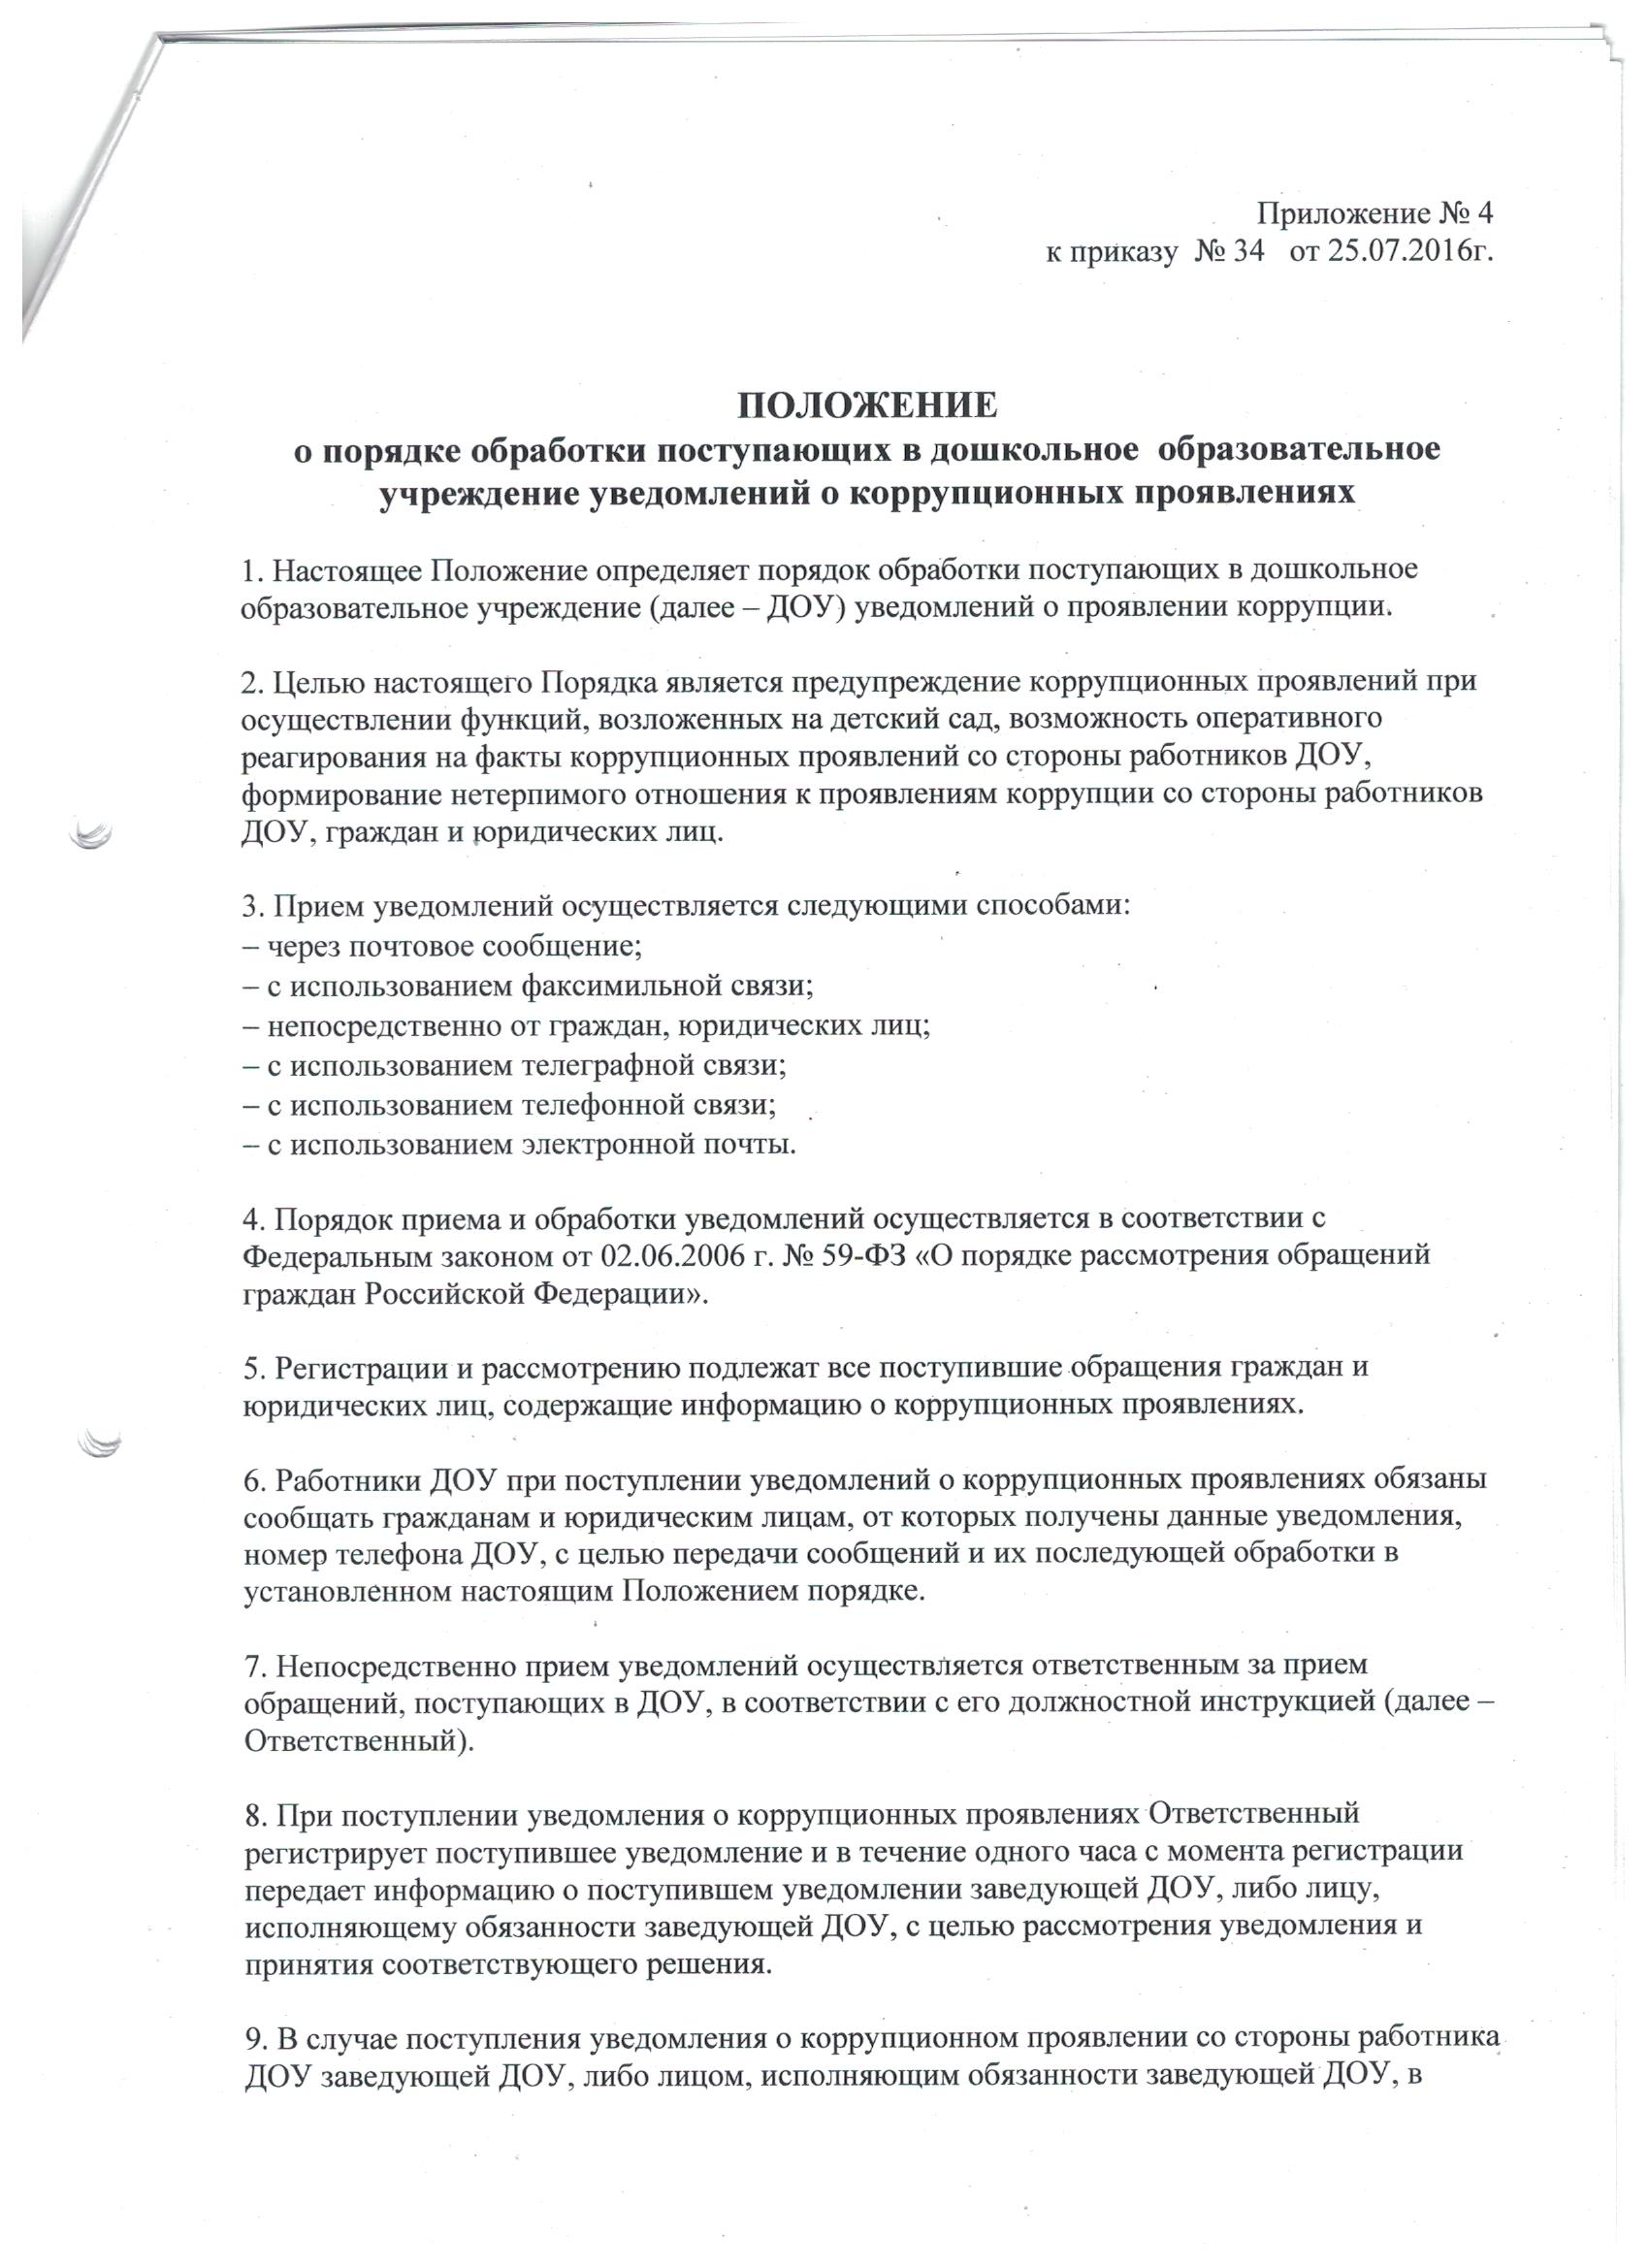 Приложение № 4
к приказу № 34 от 25.07.2016г.
ПОЛОЖЕНИЕ
о порядке обработки поступающих в дошкольное образовательное
учреждение уведомлений о коррупционных проявлениях
1. Настоящее Положение определяет порядок обработки поступающих в дошкольное
образовательное учреждение (далее – ДОУ) уведомлений о проявлении коррупции.
2. Целью настоящего Порядка является предупреждение коррупционных проявлений при
осуществлении функций, возложенных на детский сад, возможность оперативного
реагирования на факты коррупционных проявлений со стороны работников ДОУ,
формирование нетерпимого отношения к проявлениям коррупции со стороны работников
ДОУ, граждан и юридических лиц.
3. Прием уведомлений осуществляется следующими способами:
– через почтовое сообщение;
– с использованием факсимильной связи;
– непосредственно от граждан, юридических лиц;
– с использованием телеграфной связи;
– с использованием телефонной связи;
– с использованием электронной почты.
4. Порядок приема и обработки уведомлений осуществляется в соответствии с
Федеральным законом от 02.06.2006 г. № 59-ФЗ «О порядке рассмотрения обращений
граждан Российской Федерации».
5. Регистрации и рассмотрению подлежат все поступившие обращения граждан и
юридических лиц, содержащие информацию о коррупционных проявлениях.
6. Работники ДОУ при поступлении уведомлений о коррупционных проявлениях обязаны
сообщать гражданам и юридическим лицам, от которых получены данные уведомления,
номер телефона ДОУ, с целью передачи сообщений и их последующей обработки в
установленном настоящим Положением порядке.
7. Непосредственно прием уведомлений осуществляется ответственным за прием
обращений, поступающих в ДОУ, в соответствии с его должностной инструкцией (далее –
Ответственный).
8. При поступлении уведомления о коррупционных проявлениях Ответственный
регистрирует поступившее уведомление и в течение одного часа с момента регистрации
передает информацию о поступившем уведомлении заведующей ДОУ, либо лицу,
исполняющему обязанности заведующей ДОУ, с целью рассмотрения уведомления и
принятия соответствующего решения.
9. В случае поступления уведомления о коррупционном проявлении со стороны работника
ДОУ заведующей ДОУ, либо лицом, исполняющим обязанности заведующей ДОУ, в